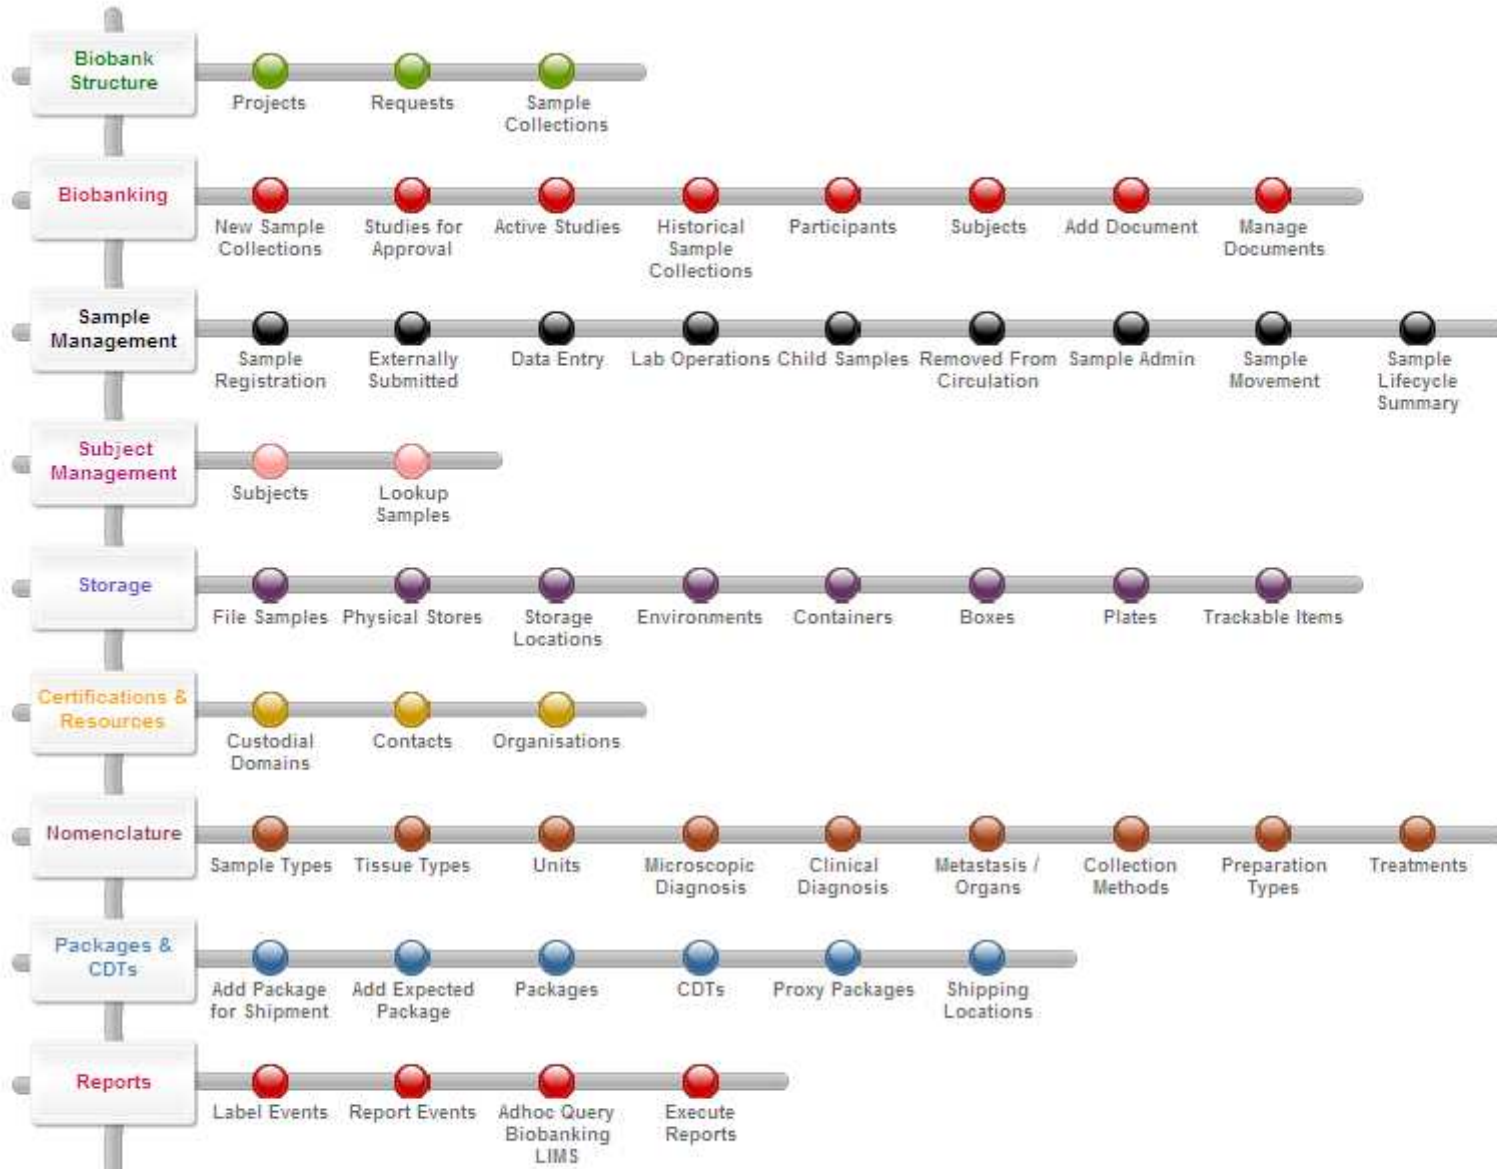 Biobank
Structure
Projects
Requests
Sample
Collections
Biobanking
New Sample
Collections
Studies for
Approval
Active Studies
Historical
Sample
Collections
Participants
Subjects
Add Document
Manage
Documents
Sample
Management
Sample
Registration
Externally
Submitted
Data Entry
Lab Operations
Child Samples
Removed From
Circulation
Sample Admin
Sample
Movement
Sample
Lifecycle
Summary
Subject
Management
Subjects
Lookup
Samples
Storage
File Samples
Physical Stores
Storage
Locations
Environments
Containers
Boxes
Plates
Trackable Items
Certifications &
Resources
Custodial
Domains
Contacts
Organisations
Nomenclature
Sample Types
Tissue Types
Units
Microscopic
Diagnosis
Clinical
Diagnosis
Metastasis /
Organs
Collection
Methods
Preparation
Types
Treatments
Packages &
CDTs
Add Package
for Shipment
Add Expected
Package
Packages
CDTs
Proxy Packages
Shipping
Locations
Reports
Label Events
Report Events
Adhoc Query
Biobanking
LIMS
Execute
Reports